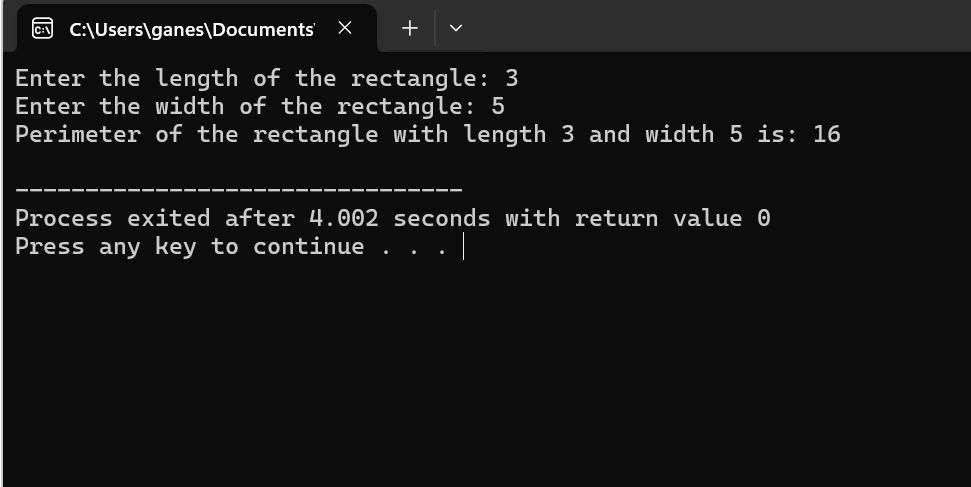 C:\Users\ganes\Documents'
Enter the length of the rectangle: 3
Enter the width of the rectangle: 5
Perimeter of the rectangle with length 3 and width 5 is: 16
--------------------------------
Process exited after 4.002 seconds with return value 0
Press any key to continue . . .